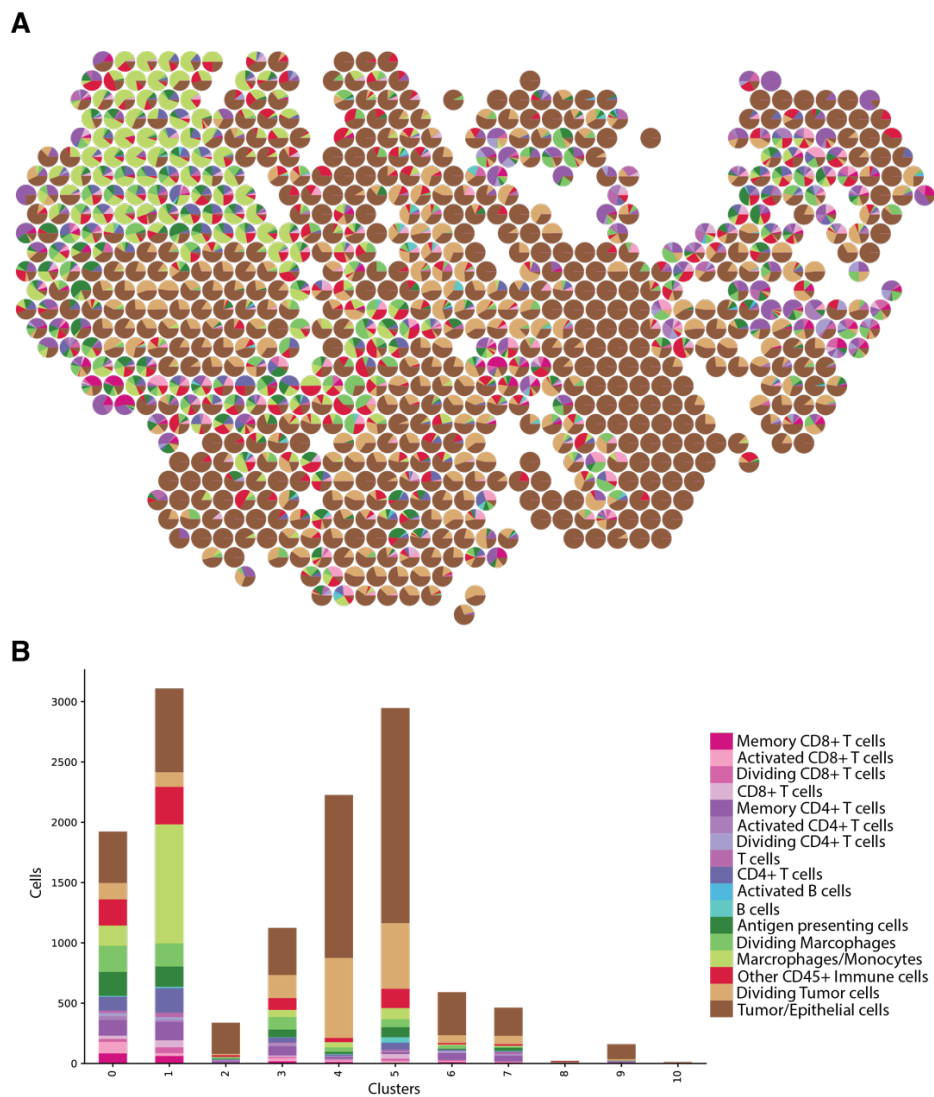 A
B
3000
2500
2000
1500
1000
500
0
Cells
0 1 2 3 4 5 6 7 8 9 10
Clusters
Memory CD8+ T cells
Activated CD8+ T cells
Dividing CD8+ T cells
CD8+ T cells
Memory CD4+ T cells
Activated CD4+ T cells
Dividing CD4+ T cells
T cells
CD4+ T cells
Activated B cells
B cells
Antigen presenting cells
Dividing Marcophages
Marcrophages/Monocytes
Other CD45+ Immune cells
Dividing Tumor cells
Tumor/Epithelial cells